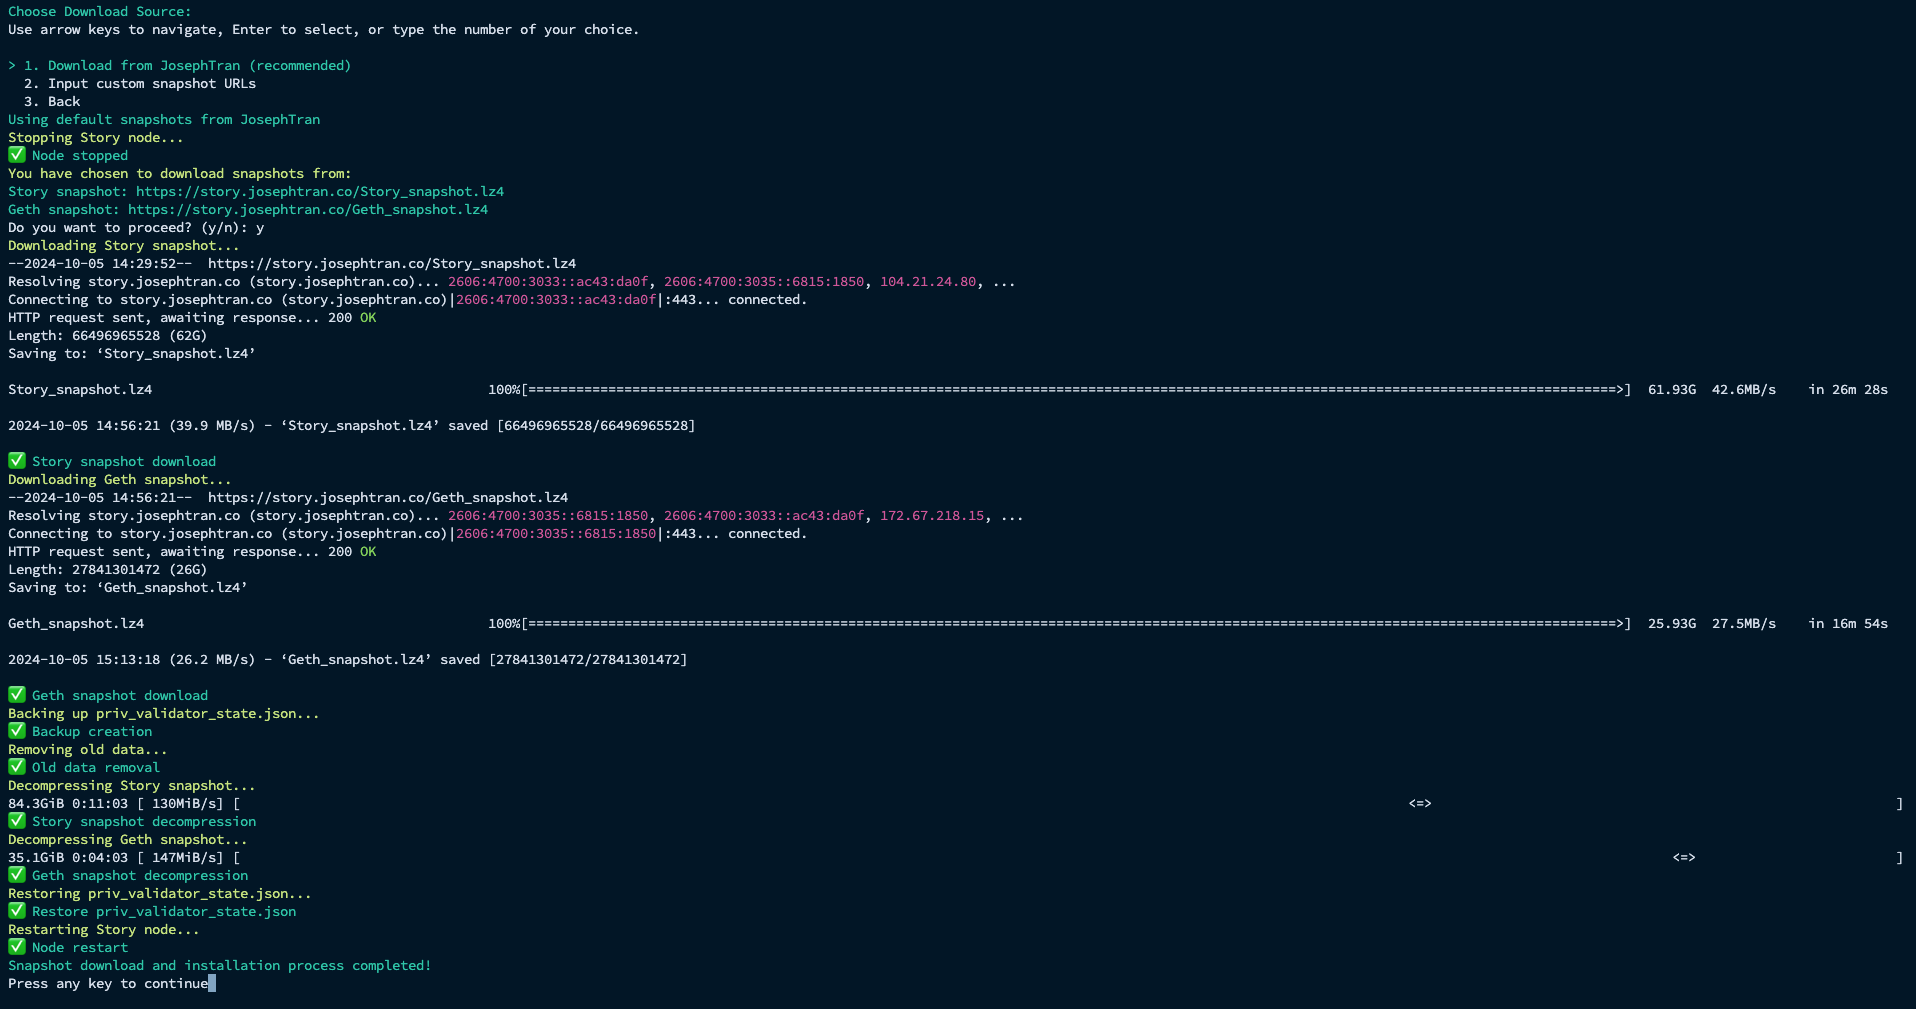 Choose Download Source:
Use arrow keys to navigate, Enter to select, or type the number of your choice.
> 1. Download from JosephTran (recommended)
2. Input custom snapshot URLs
3. Back
Using default snapshots from JosephTran
Stopping Story node...
✅ Node stopped
You have chosen to download snapshots from:
Story snapshot: https://story.josephtran.co/Story_snapshot.lz4
Geth snapshot: https://story.josephtran.co/Geth_snapshot.lz4
Do you want to proceed? (y/n): y
Downloading Story snapshot...
--2024-10-05 14:29:52--  https://story.josephtran.co/Story_snapshot.lz4
Resolving story.josephtran.co (story.josephtran.co)... 2606:4700:3033::ac43:da0f, 2606:4700:3035::6815:1850, 104.21.24.80, ...
Connecting to story.josephtran.co (story.josephtran.co)|2606:4700:3033::ac43:da0f|:443... connected.
HTTP request sent, awaiting response... 200 OK
Length: 66496965528 (62G)
Saving to: ‘Story_snapshot.lz4’
Story_snapshot.lz4 100%[=======================================================================================================================================>] 61.93G 42.6MB/s in 26m 28s
2024-10-05 14:56:21 (39.9 MB/s) - ‘Story_snapshot.lz4’ saved [66496965528/66496965528]
✅ Story snapshot download
Downloading Geth snapshot...
--2024-10-05 14:56:21--  https://story.josephtran.co/Geth_snapshot.lz4
Resolving story.josephtran.co (story.josephtran.co)... 2606:4700:3035::6815:1850, 2606:4700:3033::ac43:da0f, 172.67.218.15, ...
Connecting to story.josephtran.co (story.josephtran.co)|2606:4700:3035::6815:1850|:443... connected.
HTTP request sent, awaiting response... 200 OK
Length: 27841301472 (26G)
Saving to: ‘Geth_snapshot.lz4’
Geth_snapshot.lz4 100%[=======================================================================================================================================>] 25.93G 27.5MB/s in 16m 54s
2024-10-05 15:13:18 (26.2 MB/s) - ‘Geth_snapshot.lz4’ saved [27841301472/27841301472]
✅ Geth snapshot download
Backing up priv_validator_state.json...
✅ Backup creation
Removing old data...
✅ Old data removal
Decompressing Story snapshot...
84.3GiB 0:11:03 [ 130MiB/s] [ <=> ]
✅ Story snapshot decompression
Decompressing Geth snapshot...
35.1GiB 0:04:03 [ 147MiB/s] [ <=> ]
✅ Geth snapshot decompression
Restoring priv_validator_state.json...
✅ Restore priv_validator_state.json
Restarting Story node...
✅ Node restart
Snapshot download and installation process completed!
Press any key to continue